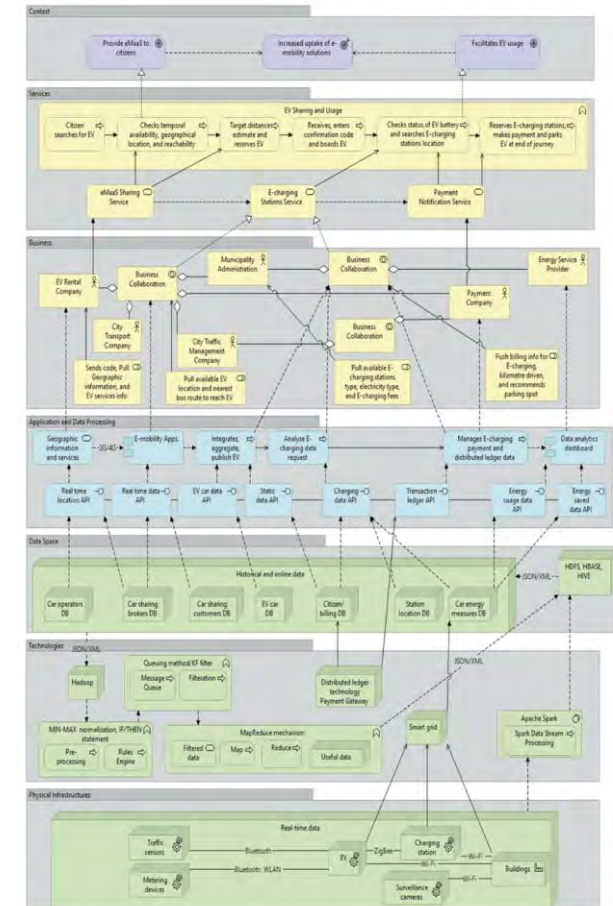 Context
Provide eMaaS to
citizens
Increased uptake of e-
mobility solutions
Facilitates EV usage
Services
EV Sharing and Usage
Citizen
searches for EV
Checks temporal
availability, geographical
location, and reachability
Target distance
estimate and
reserves EV
Receives, enters
confirmation code
and boards EV
Checks status of EV battery
and searches E-charging
stations location
Reserves E-charging stations,
makes payment and parks
EV at end of journey
eMaaS Sharing
Service
E-charging
Stations Service
Payment
Notification Service
Business
EV Rental
Company
Business
Collaboration
Municipality
Administration
Business
Collaboration
Energy Service
Provider
Payment
Company
City
Transport
Company
City Traffic
Management
Company
Business
Collaboration
Sends code, Pull
Geographic
information, and
EV services info
Pull available EV
location and nearest
bus route to reach EV
Pull available E-
charging stations
type, electricity type,
and E-charging fees
Push billing info for
E-charging,
kilometre driven,
and recommends
parking spot
Application and Data Processing
Geographic
information
and services
3G/4G
E-mobility Apps.
Integrates,
aggregate,
publish EV
Analyze E-
charging data
request
Manages E-charging
payment and
distributed ledger data
Data analytics
dashboard
Real time
location API
Real time data
API
EV car data
API
Static
data API
Charging
data API
Transaction
ledger API
Energy
usage data
API
Energy
saved
data API
Data Space
Historical and online data
Car operators
DB
Car sharing
brokers DB
Car sharing
customers DB
EV car
DB
Citizen/
billing DB
Station
location DB
Car energy
measures DB
JSON/XML
HDFS, HBASE,
HIVE
Technologies
JSON/XML
Hadoop
Queuing method/KF filter
Message
Queue
Filteration
Distributed ledger
technology
Payment Gateway
JSON/XML
MIN-MAX normalization, IF/THEN
statement
Pre-
processing
Rules
Engine
MapReduce mechanism
Filtered
data
Map
Reduce
Useful data
Smart grid
Apache Spark
Spark Data Stream
Processing
Physical Infrastructures
Real-time data
Traffic
sensors
Bluetooth
Metering
devices
Bluetooth, WLAN
EV
ZigBee
Charging
station
Wi-Fi
Wi-Fi
Surveillance
cameras
Wi-Fi
Buildings